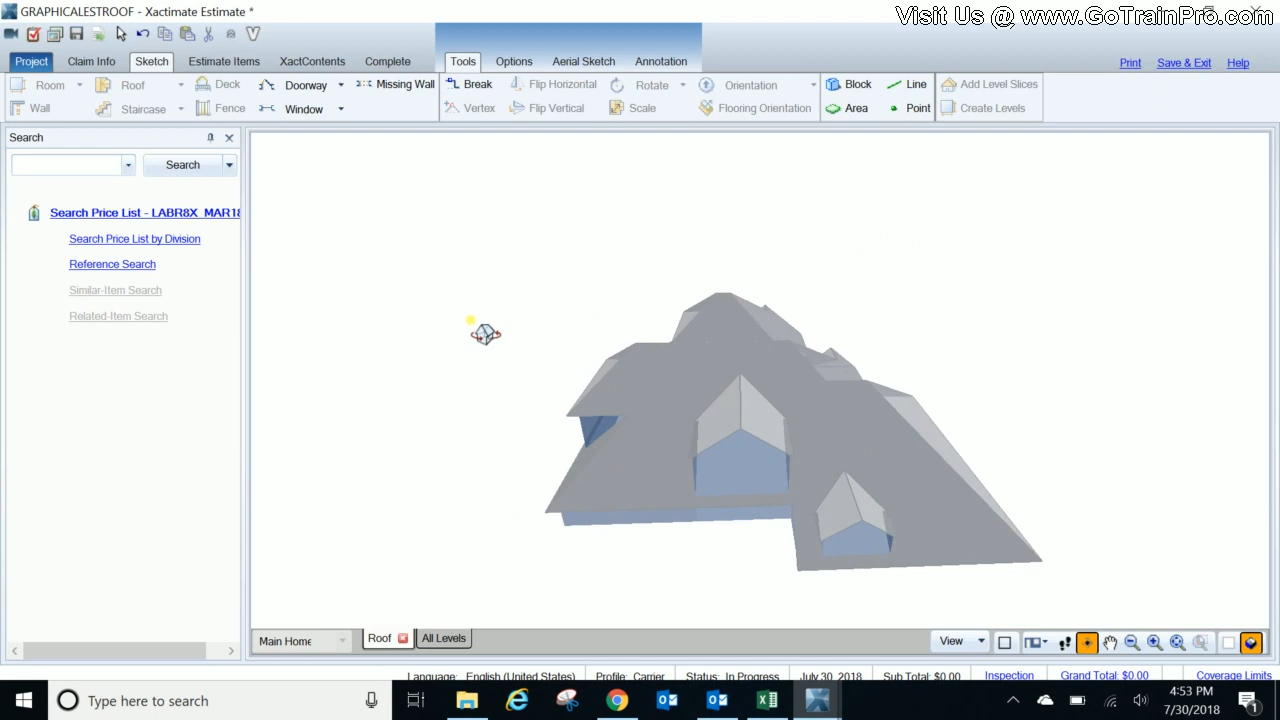 GRAPHICALESTROOF - Xactimate Estimate *
Visit Us @ www.GoTrainPro.com
Project Claim Info Sketch Estimate Items XactContents Complete Tools Options Aerial Sketch Annotation Print Save & Exit Help
Room Roof Deck Doorway Missing Wall Break Flip Horizontal Rotate Orientation Block Line Add Level Slices
Wall Staircase Fence Window Vertex Flip Vertical Scale Flooring Orientation Area Point Create Levels
Search
Search
Search Price List - LABR8X_MAR18
Search Price List by Division
Reference Search
Similar-Item Search
Related-Item Search
Main Home Roof All Levels View
Language: English (United States) Profile: Carrier Status: In Progress July 30, 2018 Sub Total: $0.00 Inspection Grand Total: $0.00 Coverage Limits
Type here to search
4:53 PM
7/30/2018
1